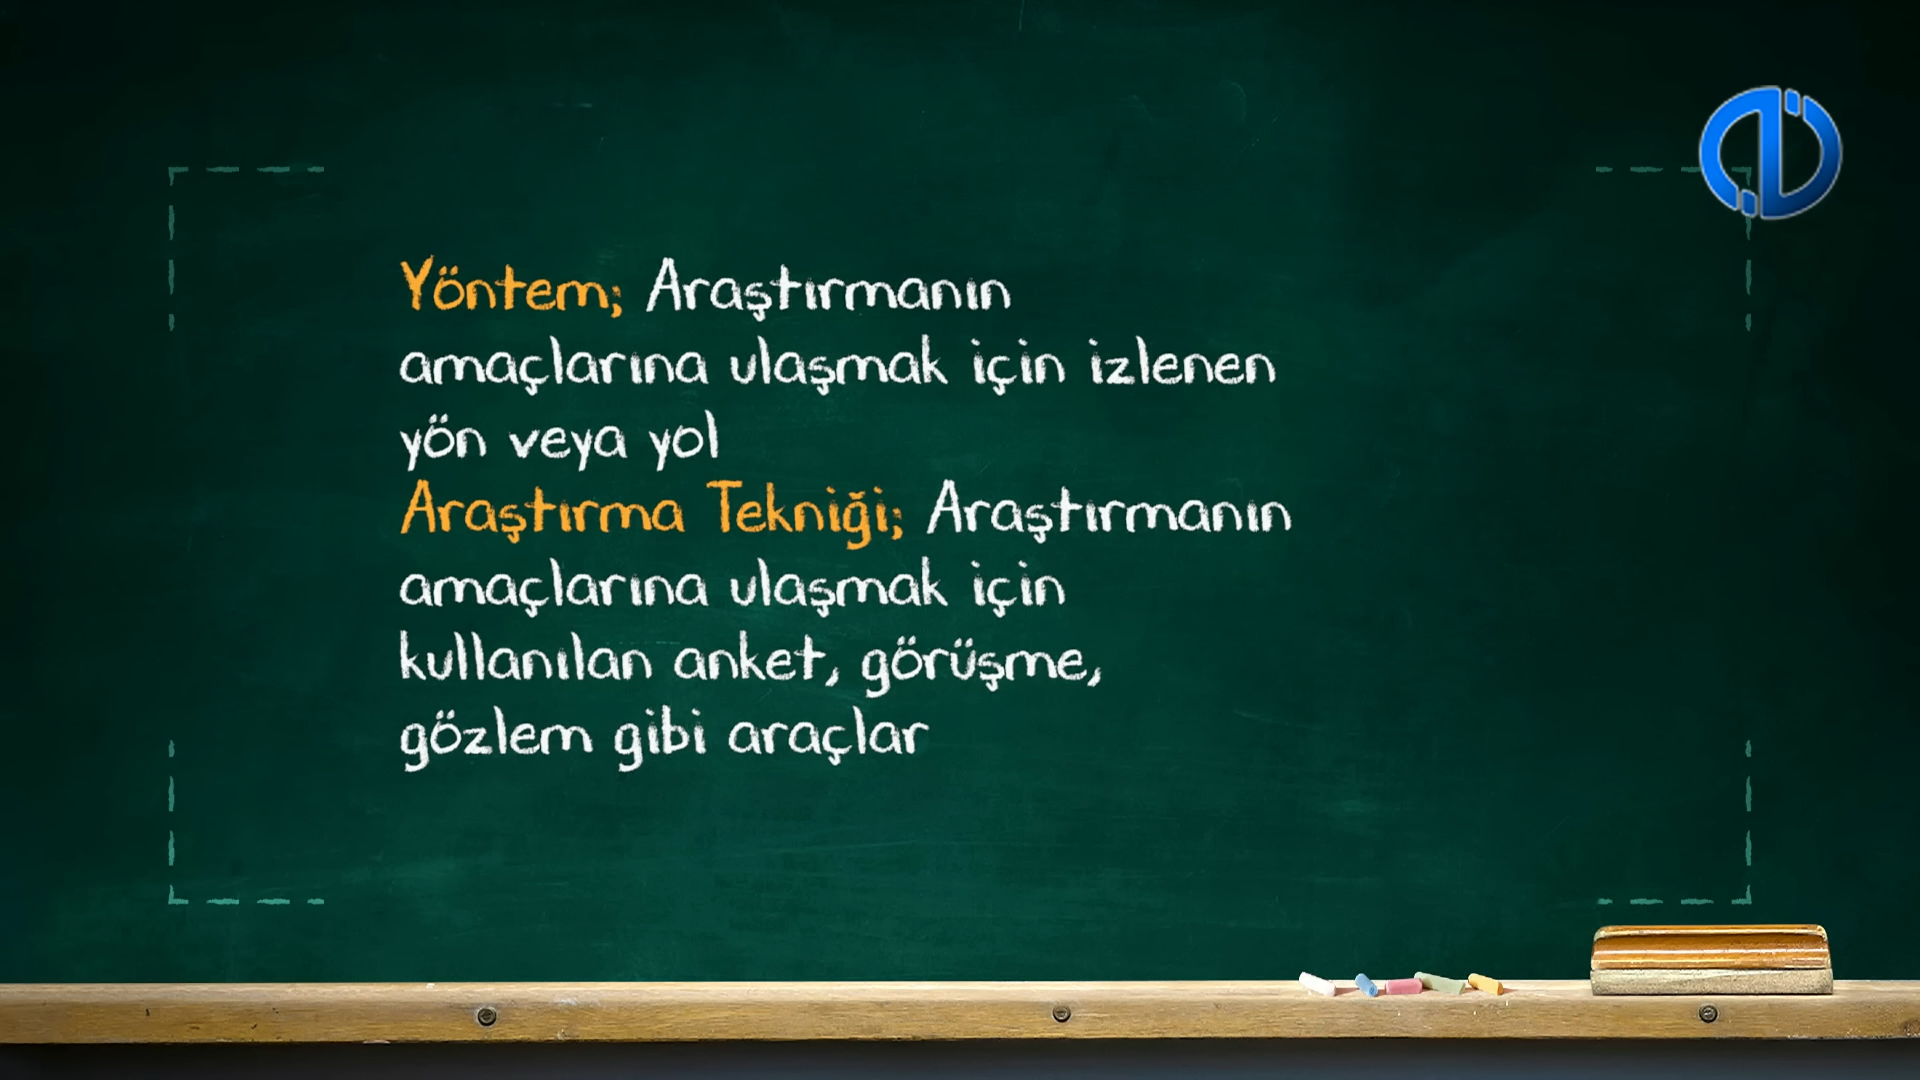 Yöntem; Araştırmanın
amaçlarına ulaşmak için izlenen
yön veya yol
Araştırma Tekniği; Araştırmanın
amaçlarına ulaşmak için
kullanılan anket, görüşme,
gözlem gibi araçlar